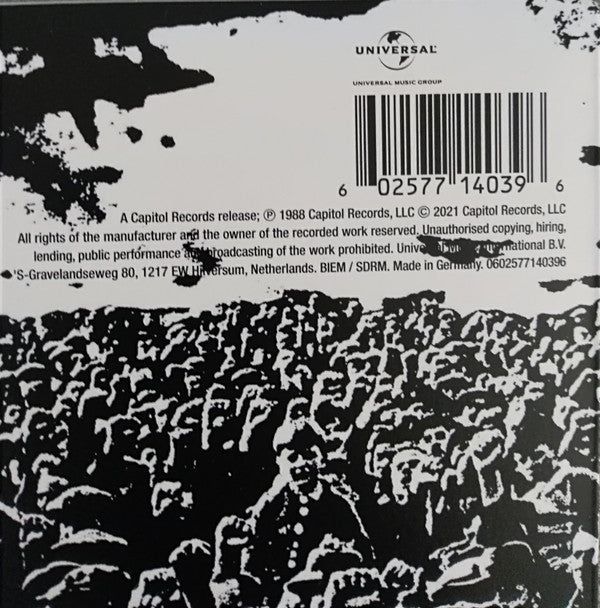 UNIVERSAL
UNIVERSAL MUSIC GROUP
6 02577 14039 6
A Capitol Records release; ℗ 1988 Capitol Records, LLC © 2021 Capitol Records, LLC
All rights of the manufacturer and the owner of the recorded work reserved. Unauthorised copying, hiring,
lending, public performance and broadcasting of the work prohibited. International B.V.
'S-Gravelandseweg 80, 1217 EW Hilversum, Netherlands. BIEM / SDRM. Made in Germany. 0602577140396